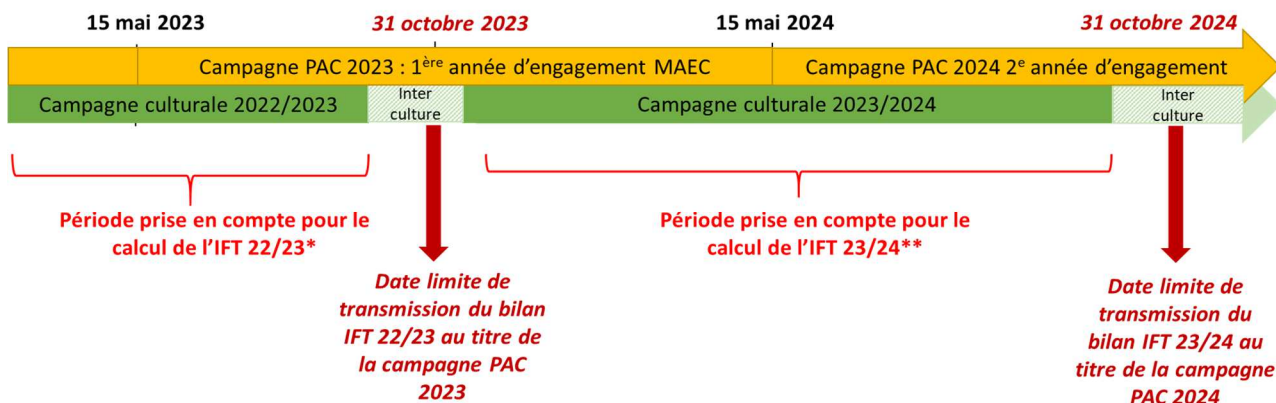 15 mai 2023
31 octobre 2023
15 mai 2024
31 octobre 2024
Campagne PAC 2023 : 1ère année d’engagement MAEC
Campagne PAC 2024 2e année d’engagement
Campagne culturale 2022/2023
Inter
culture
Campagne culturale 2023/2024
Inter
culture
Période prise en compte pour le
calcul de l’IFT 22/23*
Période prise en compte pour le
calcul de l’IFT 23/24**
Date limite de
transmission du bilan
IFT 22/23 au titre de
la campagne PAC
2023
Date limite de
transmission du
bilan IFT 23/24 au
titre de la campagne
PAC 2024